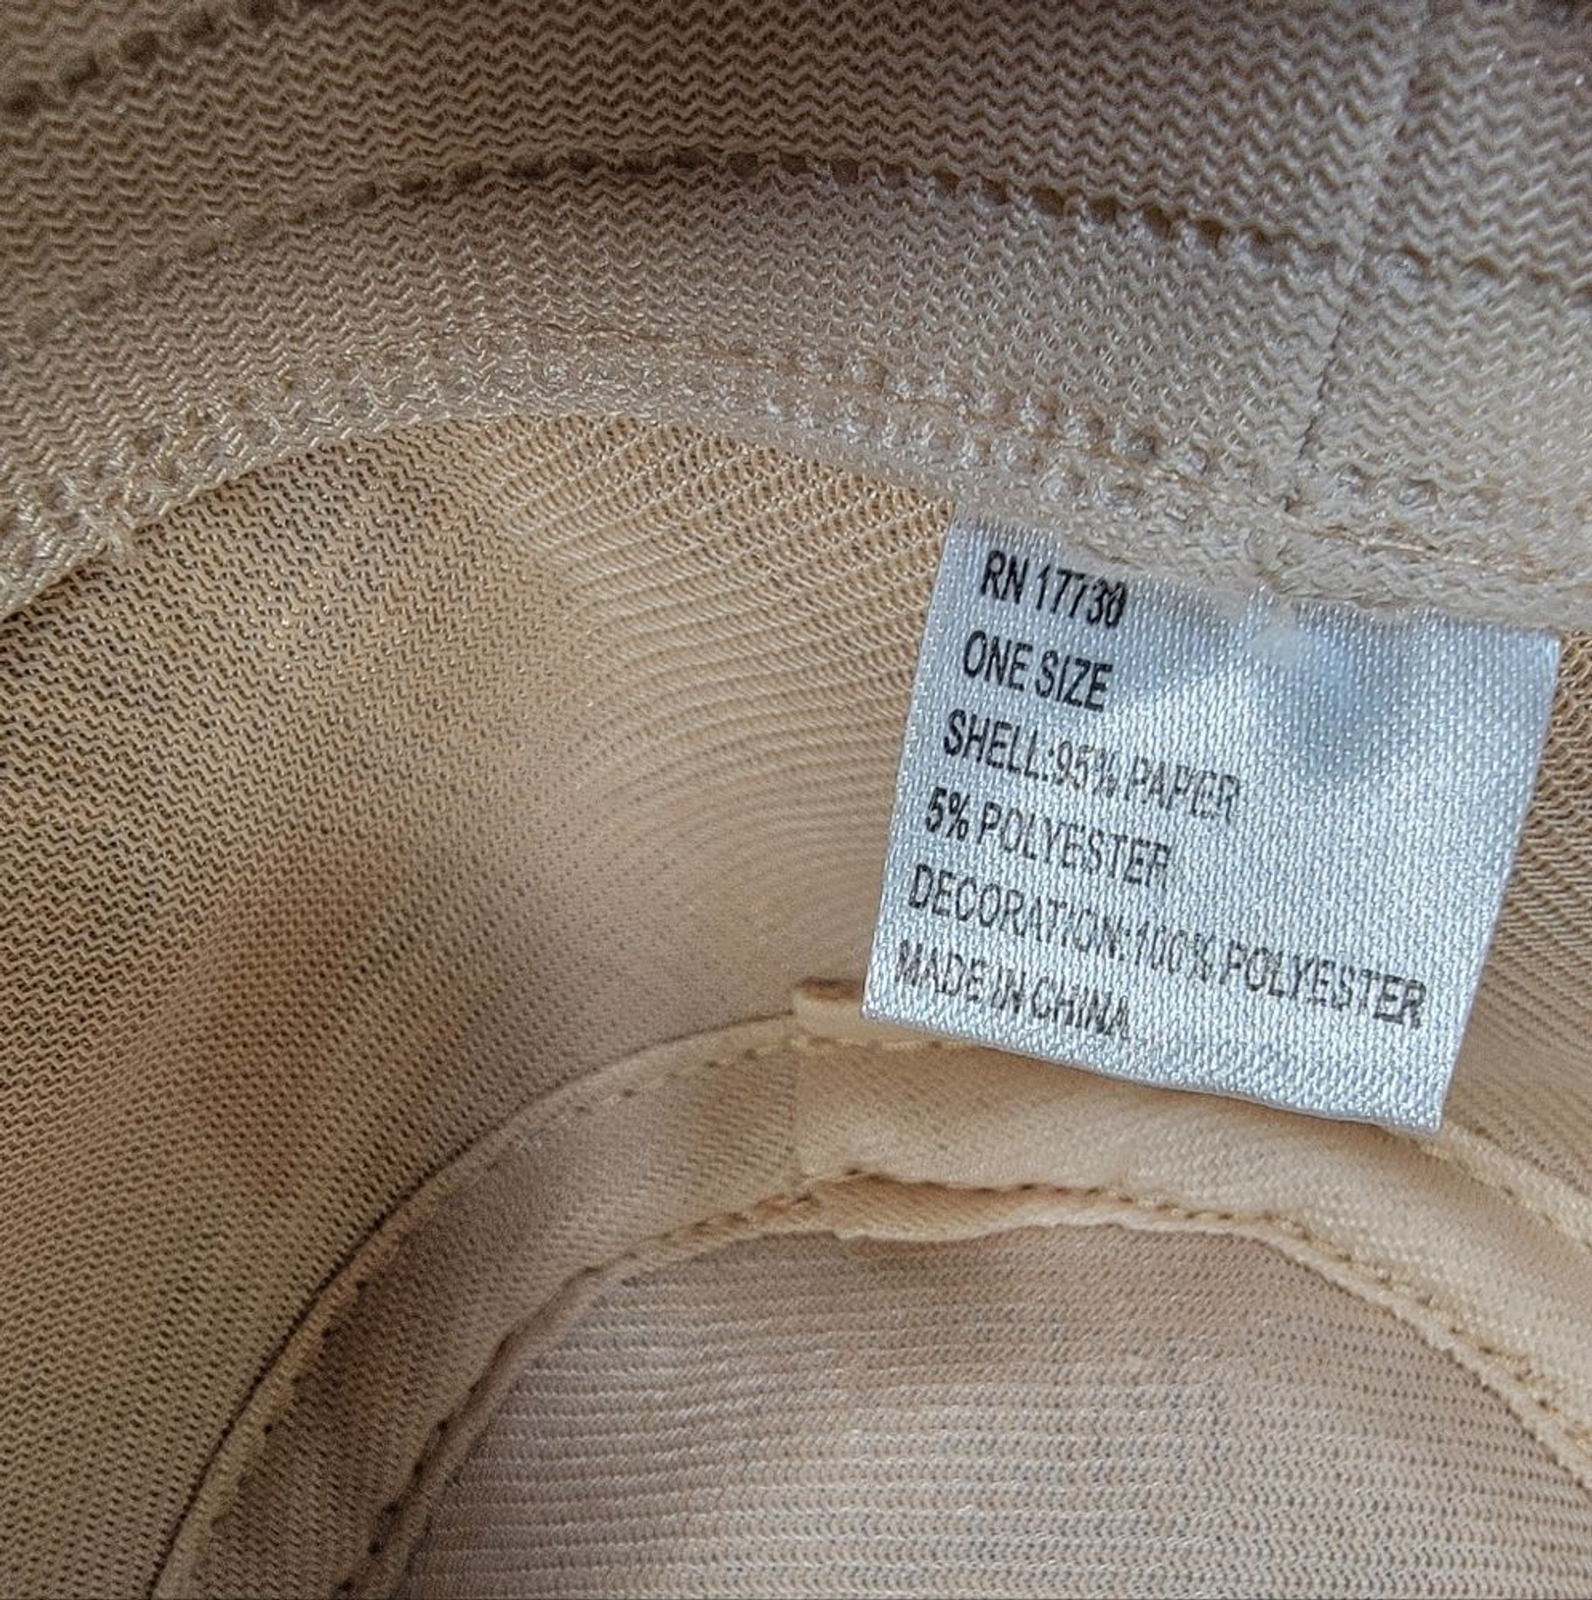 RN 17730
ONE SIZE
SHELL:95% PAPER
5% POLYESTER
DECORATION:100% POLYESTER
MADE IN CHINA